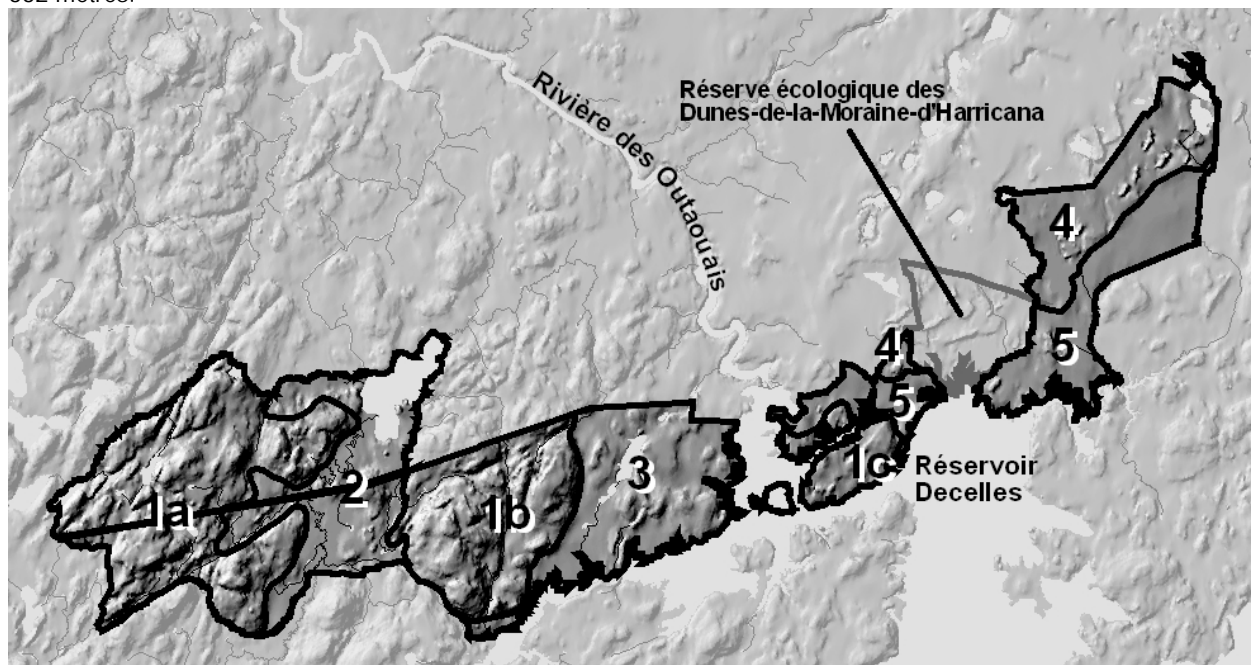 Rivière des Outaouais
Réserve écologique des
Dunes-de-la-Moraine-d'Harricana
4
4
5
5
3
1c
Réservoir
Decelles
2
1a
1b